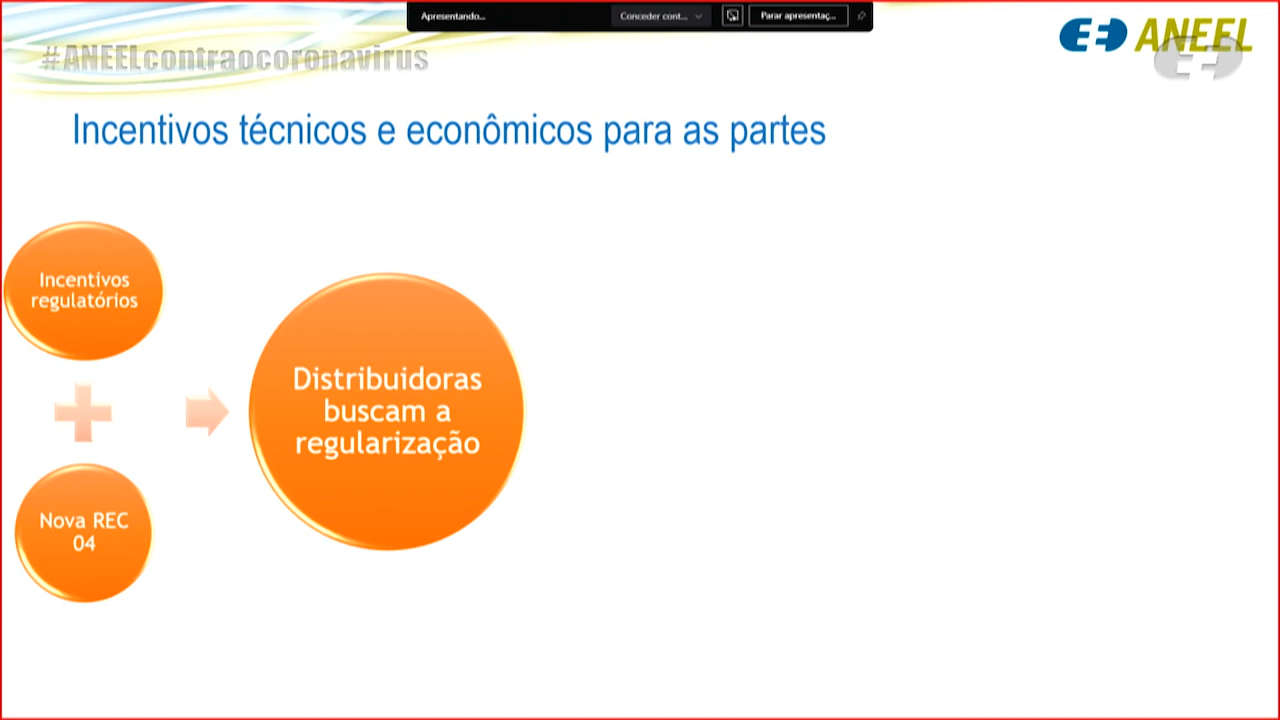 Apresentando...
Conceder cont...
Parar apresentaç...
ANEEL
#ANEELcontraocoronavirus
Incentivos técnicos e econômicos para as partes
Incentivos
regulatórios
Distribuidoras
buscam a
regularização
Nova REC
04